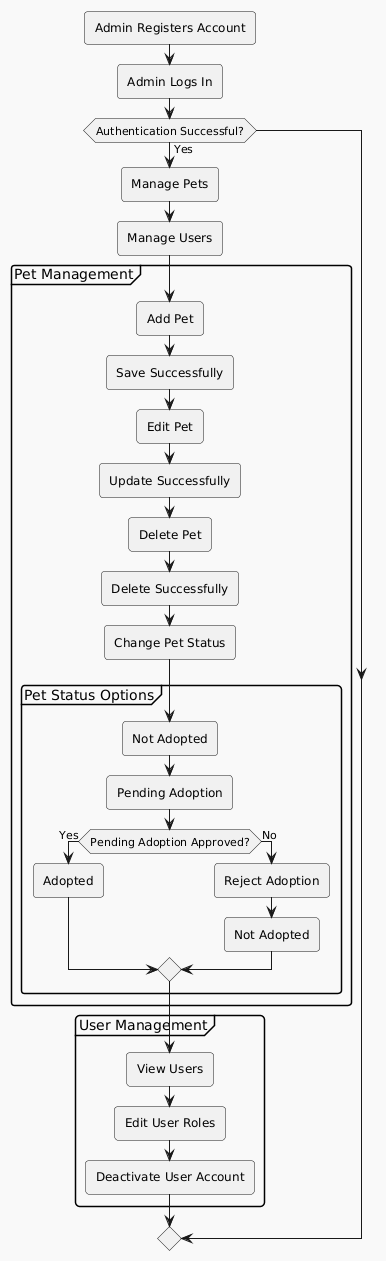 Admin Registers Account
Admin Logs In
Authentication Successful?
Yes
Manage Pets
Manage Users
Pet Management
Add Pet
Save Successfully
Edit Pet
Update Successfully
Delete Pet
Delete Successfully
Change Pet Status
Pet Status Options
Not Adopted
Pending Adoption
Yes
Pending Adoption Approved?
No
Adopted
Reject Adoption
Not Adopted
User Management
View Users
Edit User Roles
Deactivate User Account